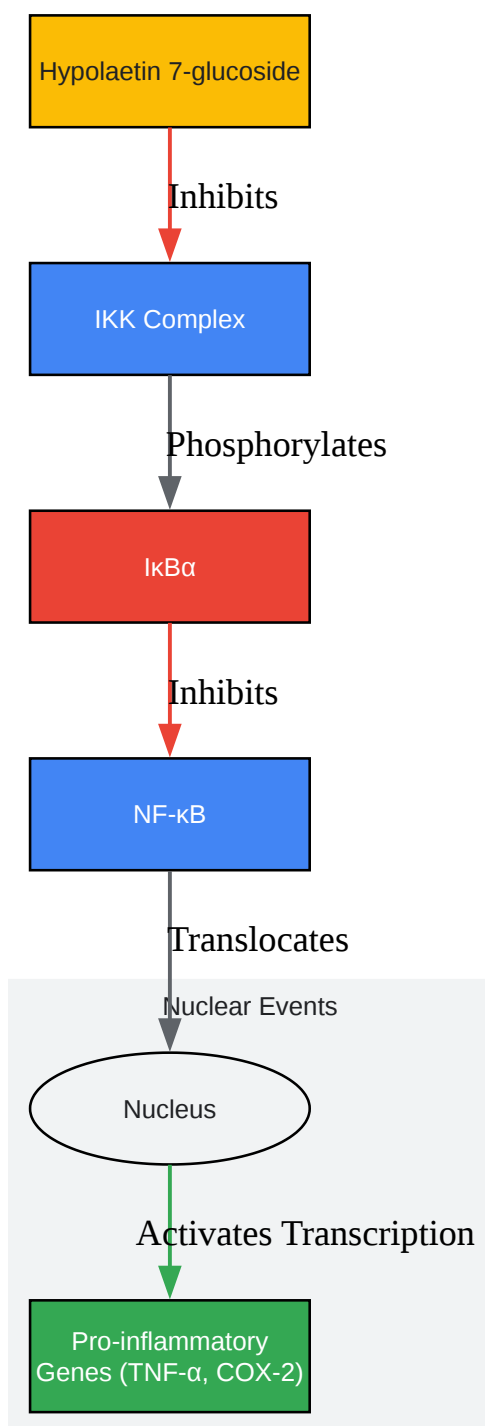 Hypolaetin 7-glucoside
Inhibits
IKK Complex
Phosphorylates
IκBα
Inhibits
NF-κB
Translocates
Nuclear Events
Nucleus
Activates Transcription
Pro-inflammatory
Genes (TNF-α, COX-2)